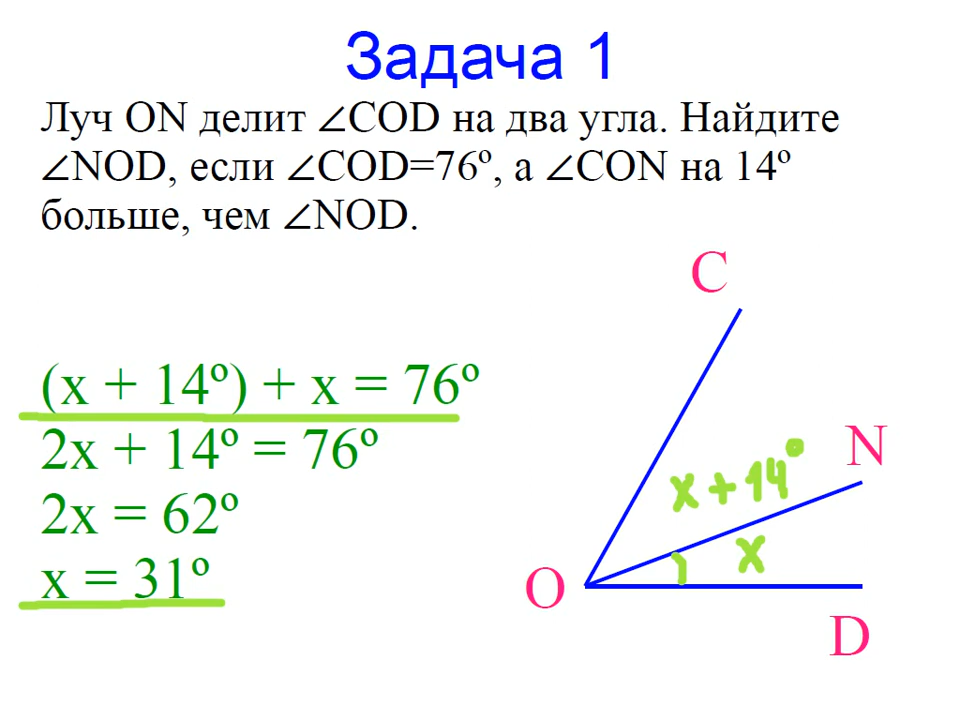 Задача 1
Луч ON делит ∠COD на два угла. Найдите
∠NOD, если ∠COD=76º, а ∠CON на 14º
больше, чем ∠NOD.
C
(x + 14º) + x = 76º
2x + 14º = 76º
N
x + 14°
2x = 62º
x
x = 31º
O
D